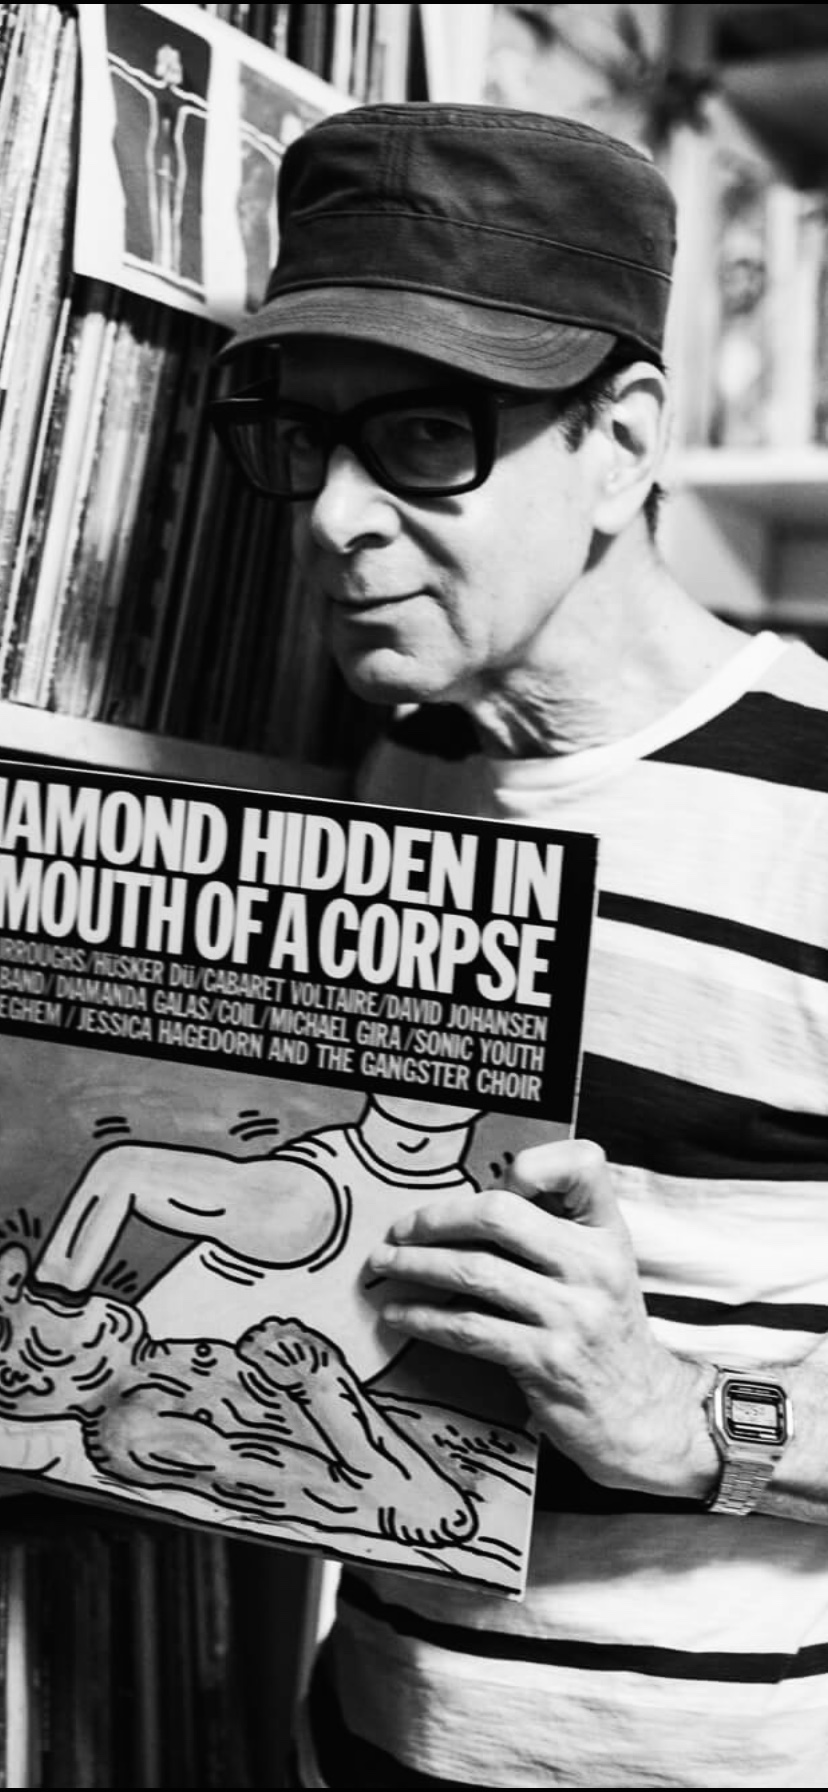 IAMOND HIDDEN IN
MOUTH OF A CORPSE
RROUGHS/HÜSKER DÜ/CABARET VOLTAIRE/DAVID JOHANSEN
BAND/DIAMANDA GALAS/COIL/MICHAEL GIRA/SONIC YOUTH
EGHEM/JESSICA HAGEDORN AND THE GANGSTER CHOIR